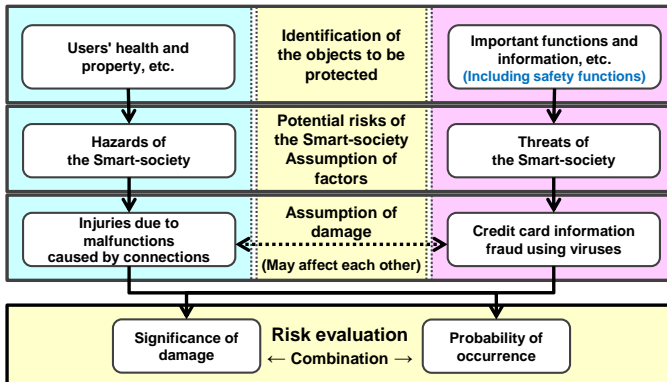 Users' health and
property, etc.
Identification of
the objects to be
protected
Important functions and
information, etc.
(Including safety functions)
Hazards of
the Smart-society
Potential risks of
the Smart-society
Assumption of
factors
Threats of
the Smart-society
Injuries due to
malfunctions
caused by connections
Assumption of
damage
(May affect each other)
Credit card information
fraud using viruses
Significance of
damage
Risk evaluation
← Combination →
Probability of
occurrence